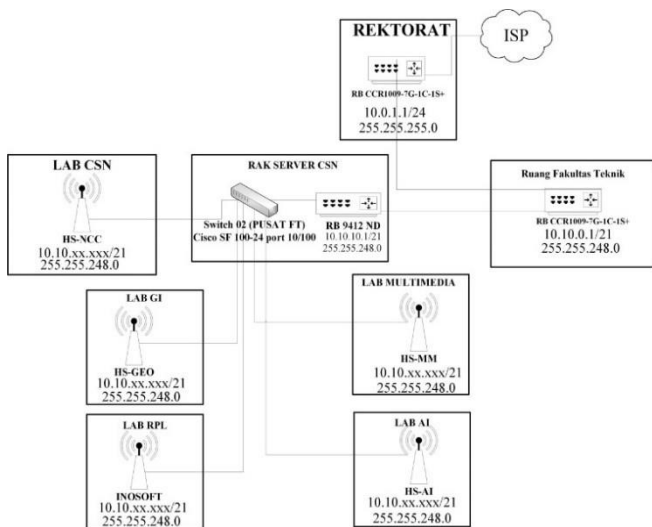 REKTORAT
ISP
RB CCR1009-7G-1C-1S+
10.0.1.1/24
255.255.255.0
LAB CSN
HS-NCC
10.10.xx.xxx/21
255.255.248.0
RAK SERVER CSN
Switch 02 (PUSAT FT)
Cisco SF 100-24 port 10/100
RB 9412 ND
10.10.10.1/21
255.255.248.0
Ruang Fakultas Teknik
RB CCR1009-7G-1C-1S+
10.10.0.1/21
255.255.248.0
LAB GI
HS-GEO
10.10.xx.xxx/21
255.255.248.0
LAB MULTIMEDIA
HS-MM
10.10.xx.xxx/21
255.255.248.0
LAB RPL
INOSOFT
10.10.xx.xxx/21
255.255.248.0
LAB AI
HS-AI
10.10.xx.xxx/21
255.255.248.0